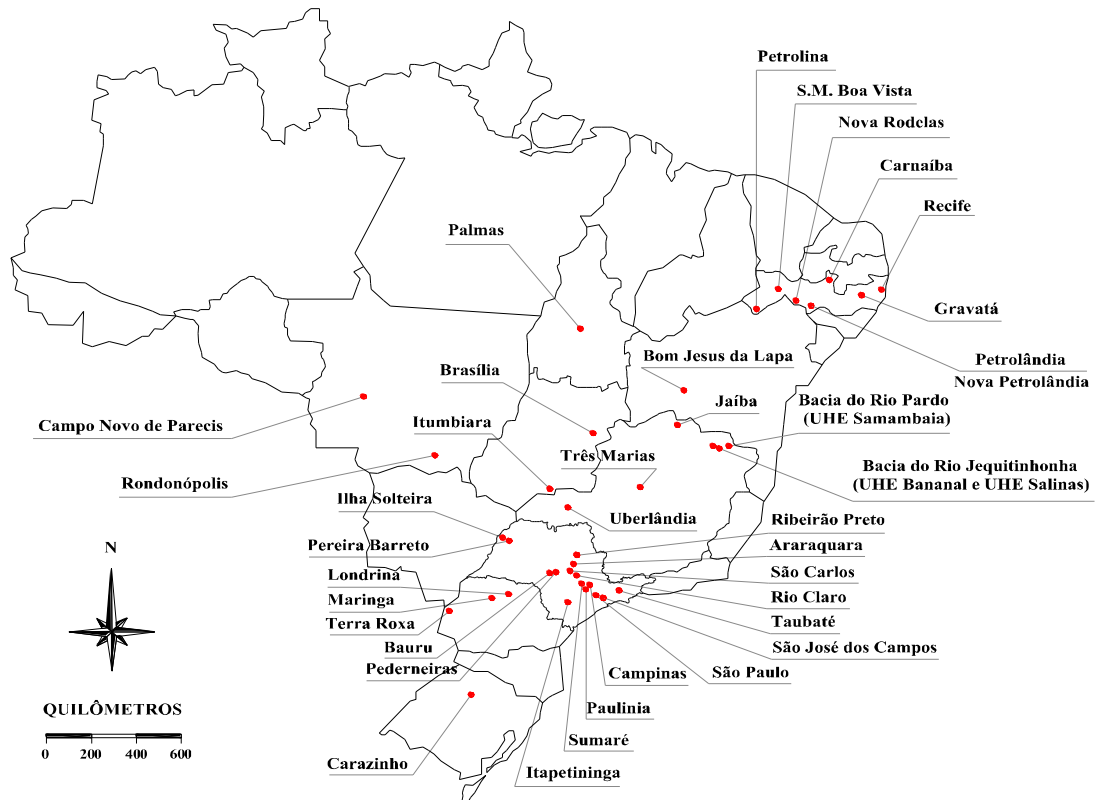 Petrolina
S.M. Boa Vista
Nova Rodelas
Carnaíba
Recife
Palmas
Gravatá
Bom Jesus da Lapa
Petrolândia
Nova Petrolândia
Brasília
Jaíba
Bacia do Rio Pardo
(UHE Samambaia)
Campo Novo de Parecis
Itumbiara
Três Marias
Bacia do Rio Jequitinhonha
(UHE Bananal e UHE Salinas)
Rondonópolis
Ilha Solteira
Uberlândia
Ribeirão Preto
Pereira Barreto
Araraquara
N
Londrina
São Carlos
Maringa
Rio Claro
Terra Roxa
Taubaté
Bauru
São José dos Campos
Pederneiras
Campinas
São Paulo
QUILÔMETROS
Paulinia
0 200 400 600
Sumaré
Carazinho
Itapetininga